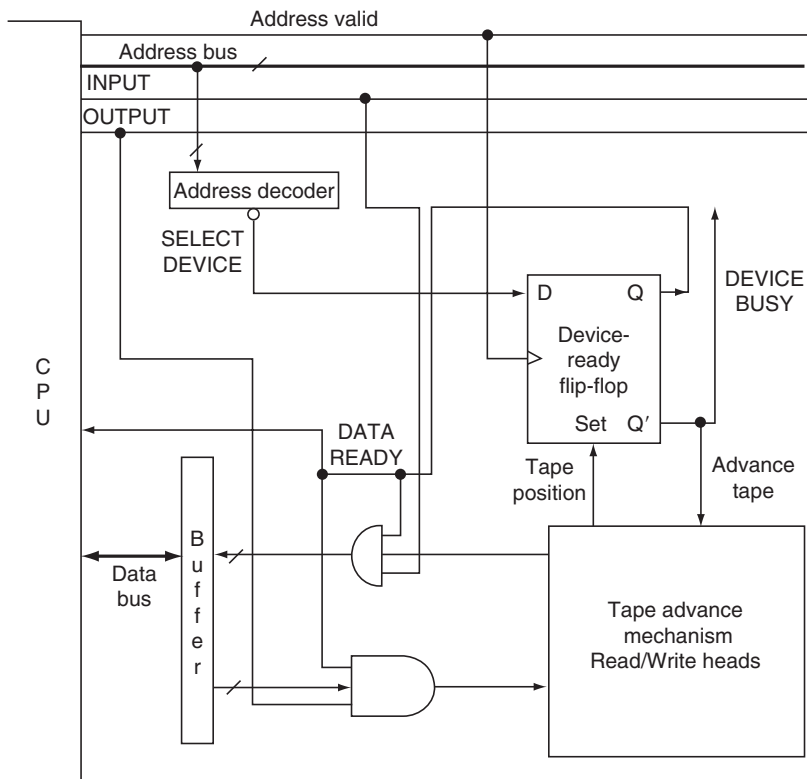 Address valid
Address bus
INPUT
OUTPUT
Address decoder
SELECT
DEVICE
DEVICE
BUSY
D
Q
Device-
ready
flip-flop
Set
Q′
C
P
U
DATA
READY
Tape
position
Advance
tape
B
u
f
f
e
r
Data
bus
Tape advance
mechanism
Read/Write heads